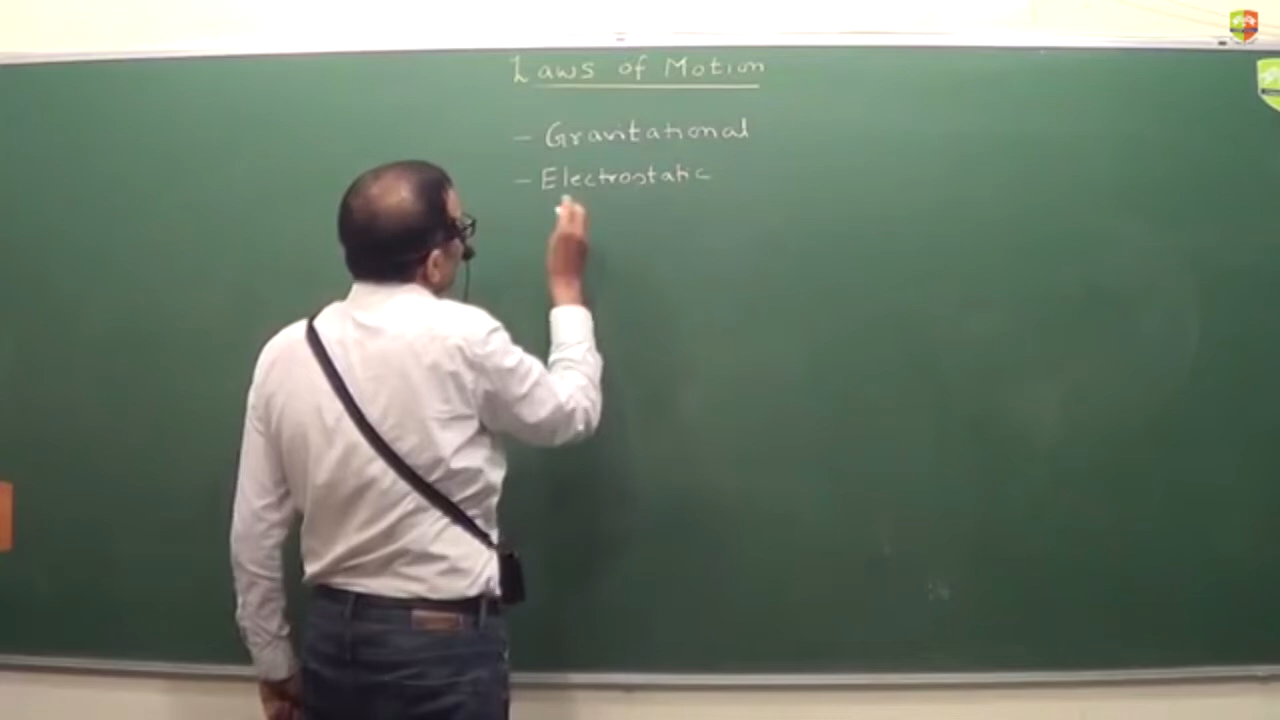 Laws of Motion
- Gravitational
- Electrostatic